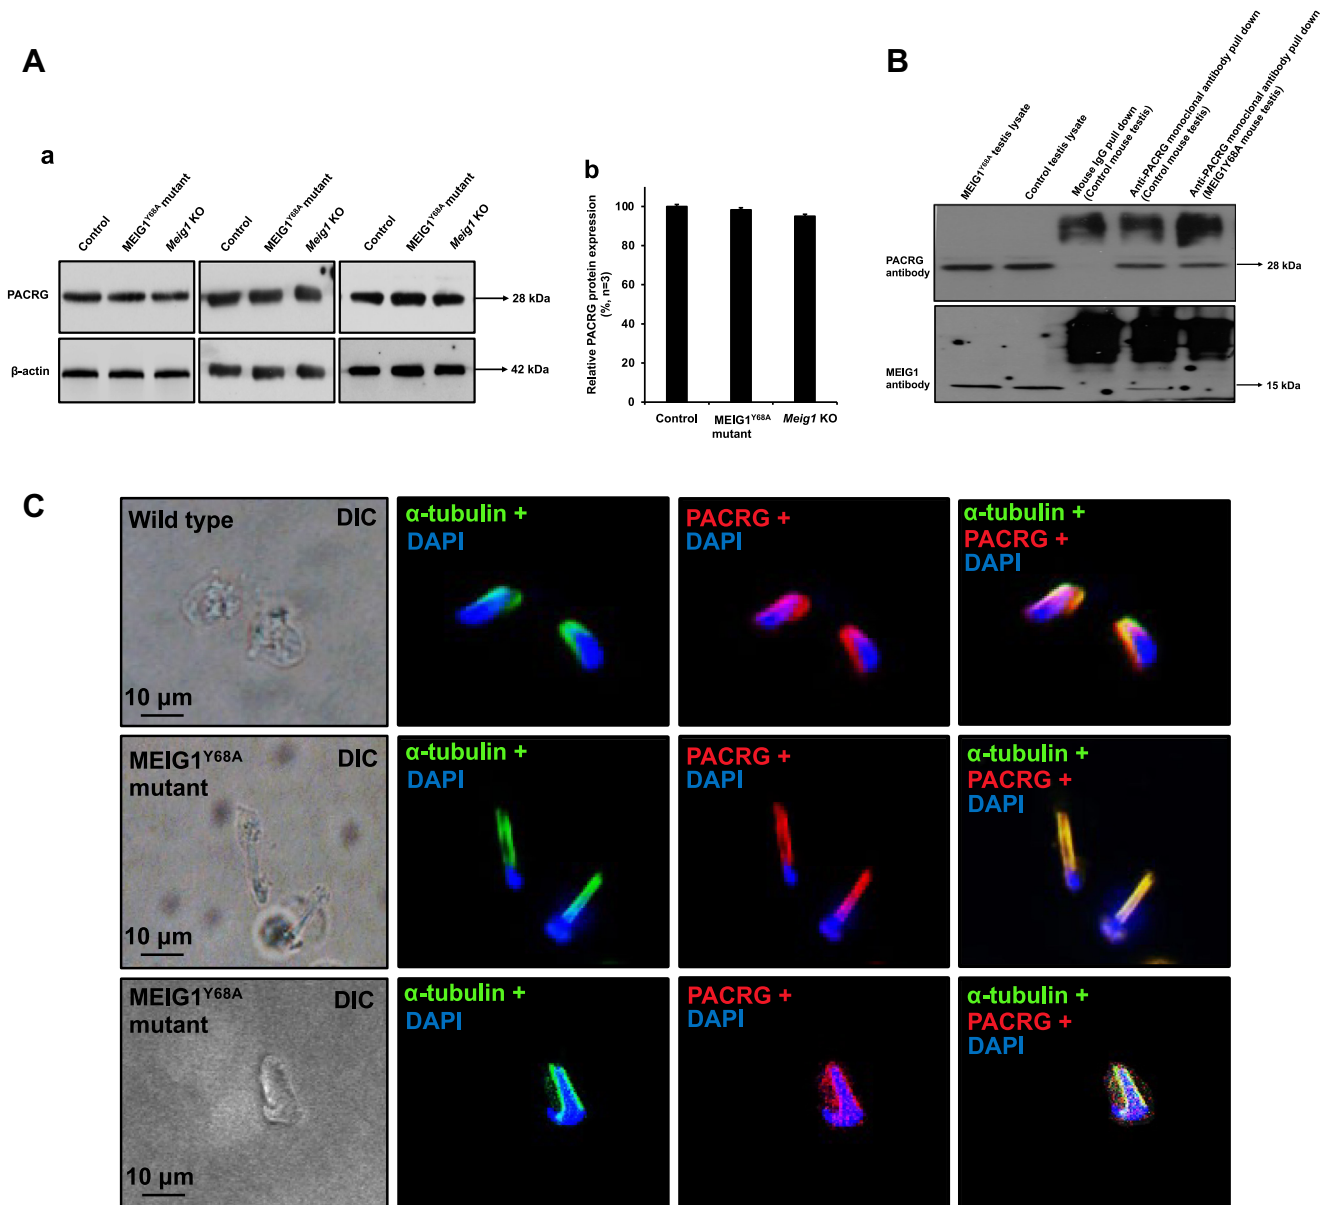 A
B
a
Control
MEIG1Y68A mutant
Meig1 KO
Control
MEIG1Y68A mutant
Meig1 KO
Control
MEIG1Y68A mutant
Meig1 KO
PACRG
28 kDa
β-actin
42 kDa
b
Relative PACRG protein expression
(%, n=3)
100
80
60
40
20
0
Control
MEIG1Y68A
mutant
Meig1 KO
MEIG1Y68A testis lysate
Control testis lysate
Mouse IgG pull down
(Control mouse testis)
Anti-PACRG monoclonal antibody pull down
(Control mouse testis)
Anti-PACRG monoclonal antibody pull down
(MEIG1Y68A mouse testis)
PACRG
antibody
28 kDa
MEIG1
antibody
15 kDa
C
Wild type
DIC
10 µm
α-tubulin +
DAPI
PACRG +
DAPI
α-tubulin +
PACRG +
DAPI
MEIG1Y68A
mutant
DIC
10 µm
α-tubulin +
DAPI
PACRG +
DAPI
α-tubulin +
PACRG +
DAPI
MEIG1Y68A
mutant
DIC
10 µm
α-tubulin +
DAPI
PACRG +
DAPI
α-tubulin +
PACRG +
DAPI